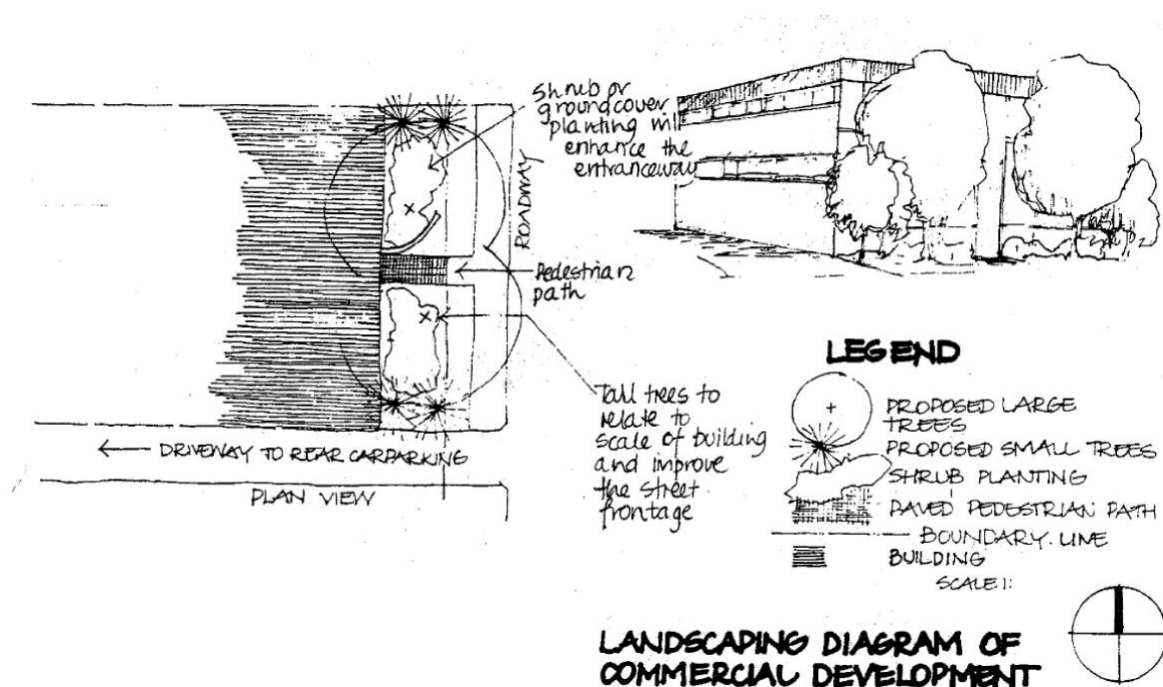 Shrub or
groundcover
planting will
enhance the
entranceway
ROADWAY
Pedestrian
path
Tall trees to
relate to
scale of building
and improve
the street
frontage
← DRIVEWAY TO REAR CARPARKING
PLAN VIEW
LEGEND
PROPOSED LARGE
TREES
PROPOSED SMALL TREES
SHRUB PLANTING
PAVED PEDESTRIAN PATH
BOUNDARY LINE
BUILDING
SCALE 1:
LANDSCAPING DIAGRAM OF
COMMERCIAL DEVELOPMENT